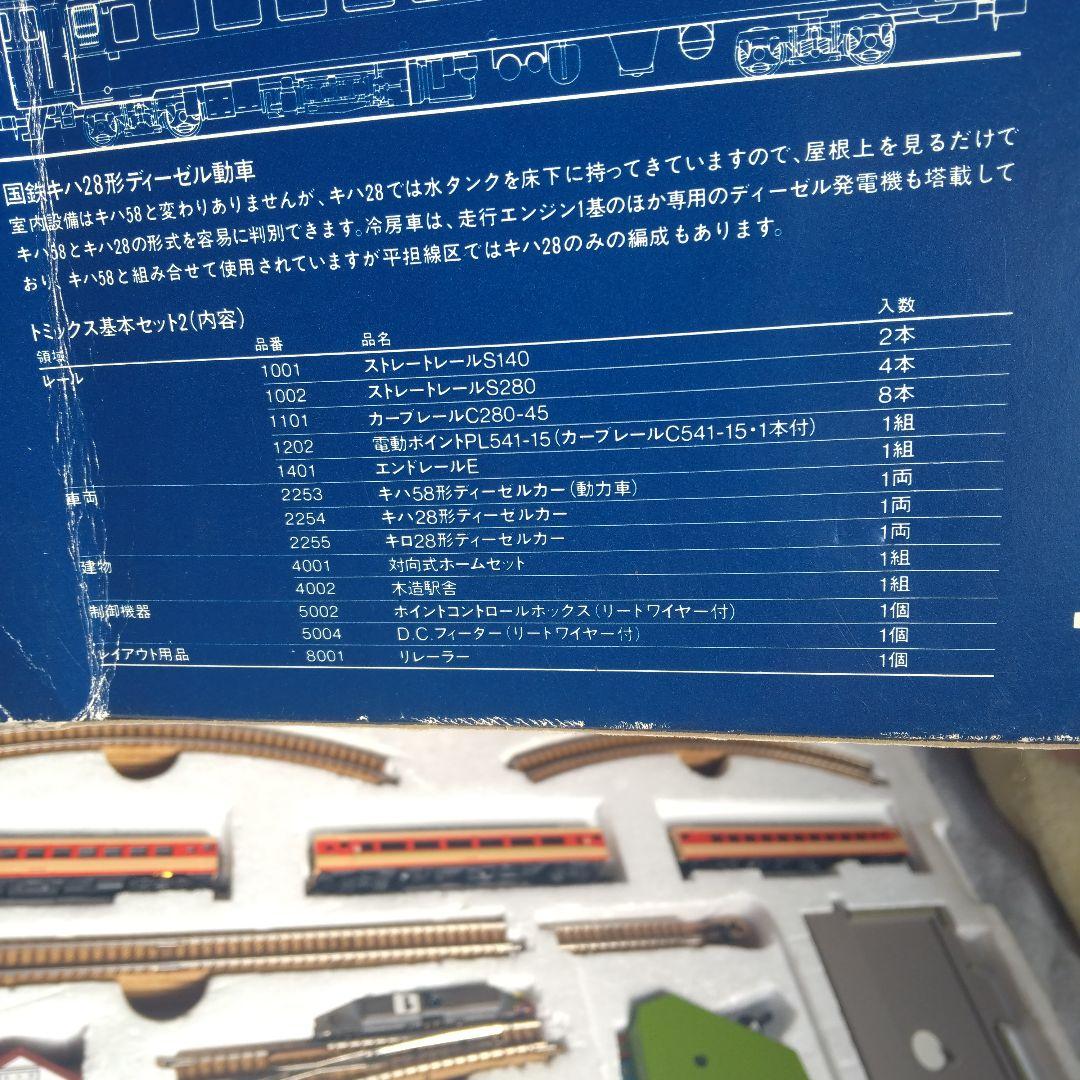 国鉄キハ28形ディーゼル動車
室内設備はキハ58と変わりありませんが、キハ28では水タンクを床下に持ってきていますので、屋根上を見るだけで
キハ58とキハ28の形式を容易に判別できます。冷房車は、走行エンジン1基のほか専用のディーゼル発電機も塔載して
おり、キハ58と組み合せて使用されていますが平担線区ではキハ28のみの編成もあります。
トミックス基本セット2(内容)
領域 品番 品名 入数
レール 1001 ストレートレールS140 2本
1002 ストレートレールS280 4本
1101 カーブレールC280-45 8本
1202 電動ポイントPL541-15(カーブレールC541-15・1本付) 1組
1401 エンドレールE 1組
車両 2253 キハ58形ディーゼルカー(動力車) 1両
2254 キハ28形ディーゼルカー 1両
2255 キロ28形ディーゼルカー 1両
建物 4001 対向式ホームセット 1組
4002 木造駅舎 1組
制御機器 5002 ポイントコントロールボックス(リードワイヤー付) 1個
5004 D.C.フィーダー(リードワイヤー付) 1個
レイアウト用品 8001 リレーラー 1個